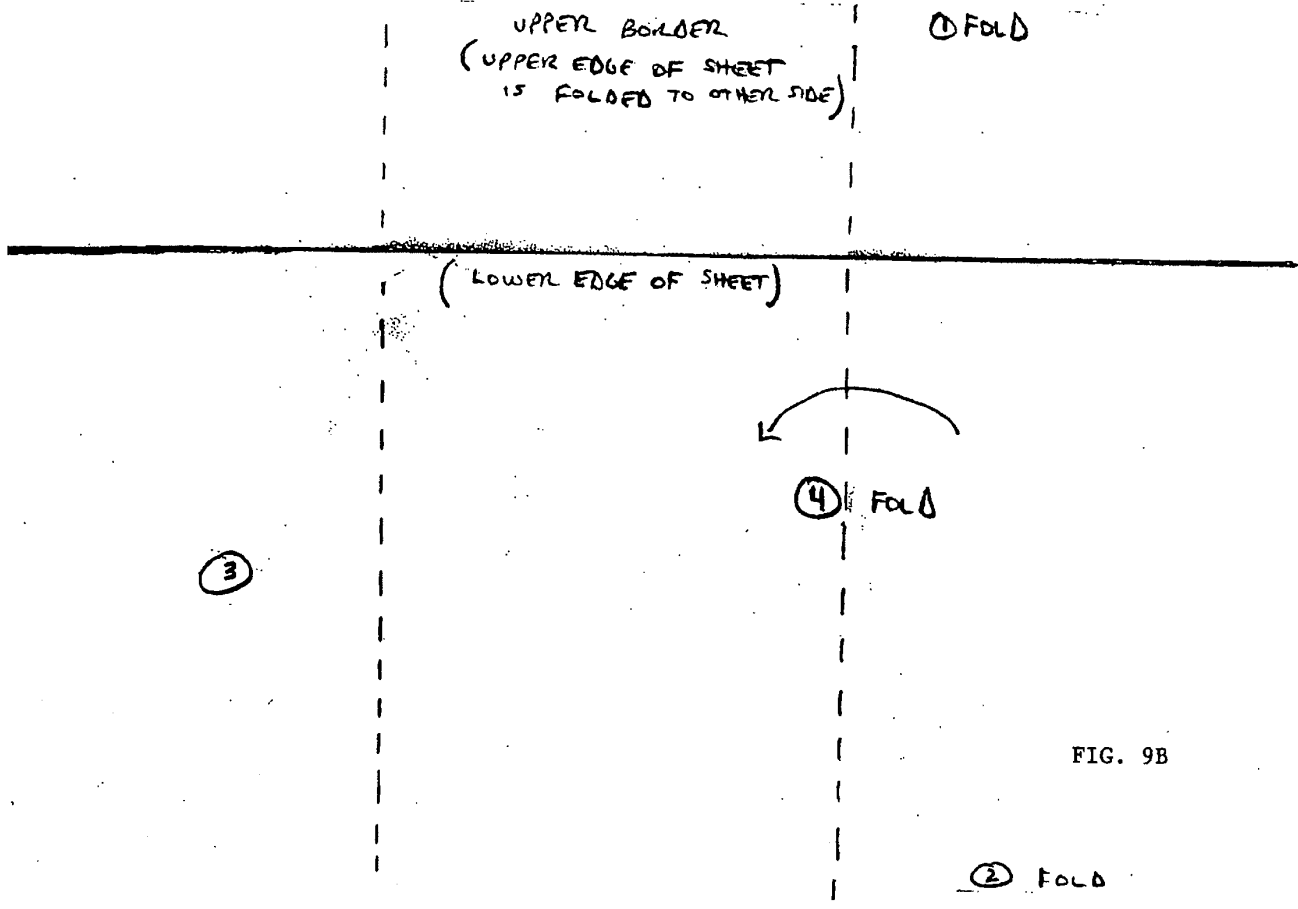 UPPER BORDER
① FOLD
(UPPER EDGE OF SHEET
IS FOLDED TO OTHER SIDE)
(LOWER EDGE OF SHEET)
④ FOLD
③
FIG. 9B
② FOLD